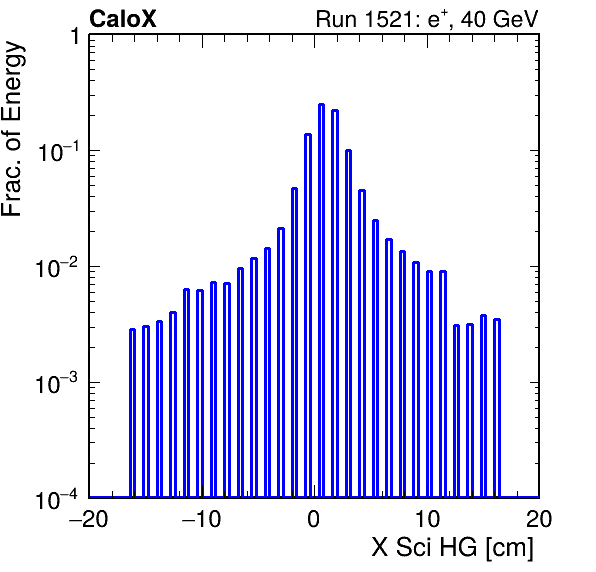 CaloX Run 1521: e⁺, 40 GeV
Frac. of Energy
1
10⁻¹
10⁻²
10⁻³
10⁻⁴
−20 −10 0 10 20
X Sci HG [cm]